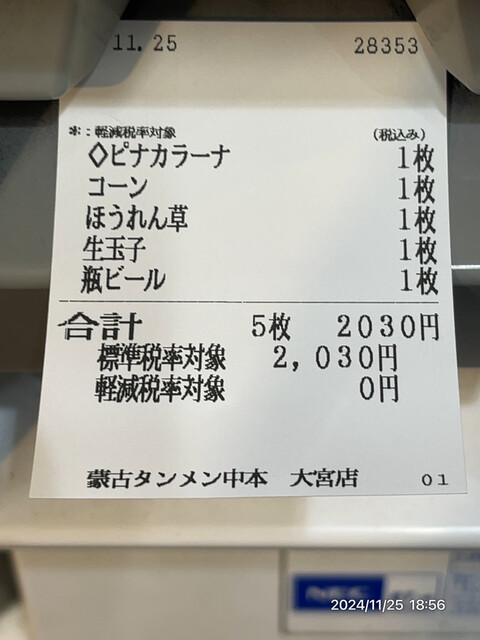 11.25 28353
*：軽減税率対象 (税込み)
◇ピナカラーナ 1枚
コーン 1枚
ほうれん草 1枚
生玉子 1枚
瓶ビール 1枚
合計 5枚 2030円
標準税率対象 2,030円
軽減税率対象 0円
蒙古タンメン中本 大宮店 01
NEC
2024/11/25 18:56